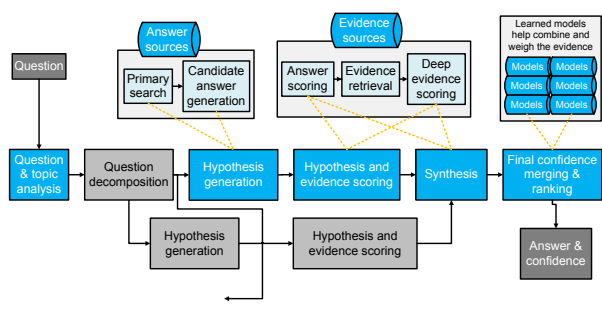 Answer
sources
Evidence
sources
Learned models
help combine and
weigh the evidence
Question
Primary
search
Candidate
answer
generation
Answer
scoring
Evidence
retrieval
Deep
evidence
scoring
Models
Models
Models
Models
Models
Models
Question
& topic
analysis
Question
decomposition
Hypothesis
generation
Hypothesis and
evidence scoring
Synthesis
Final confidence
merging &
ranking
Hypothesis
generation
Hypothesis and
evidence scoring
Answer &
confidence